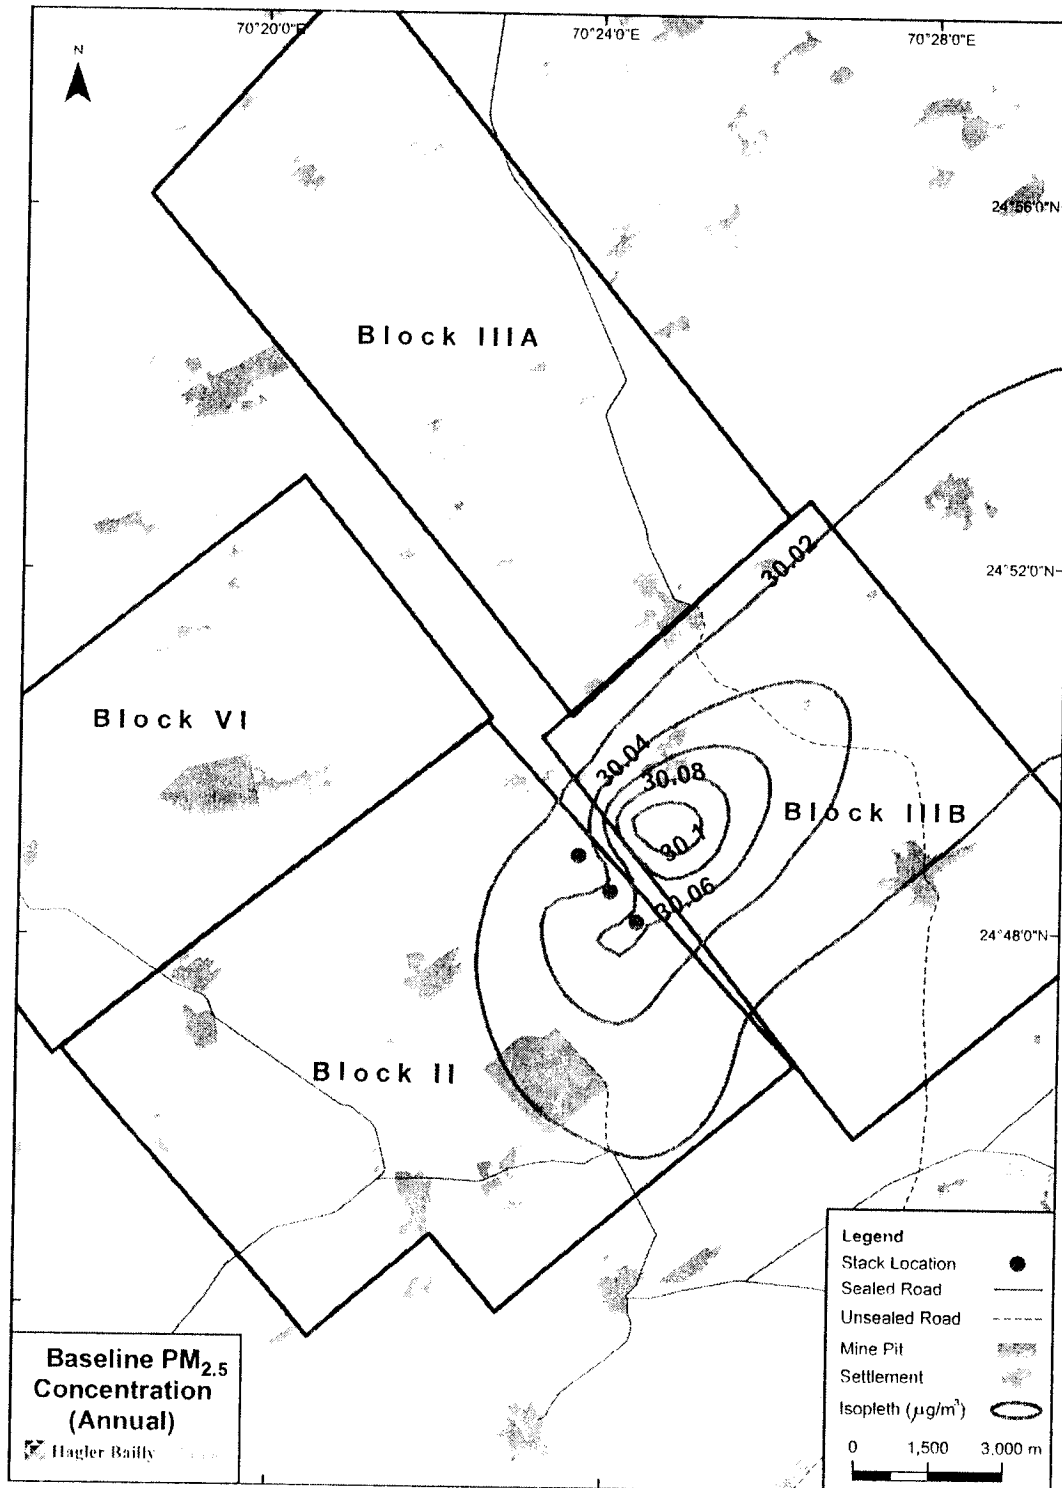 70°20'0"E
70°24'0"E
70°28'0"E
N
24°56'0"N
Block IIIA
30.02
24°52'0"N
Block VI
30.04
30.08
Block IIIB
30.1
30.06
24°48'0"N
Block II
Legend
Stack Location
Sealed Road
Unsealed Road
Mine Pit
Settlement
Isopleth (µg/m³)
0 1,500 3,000 m
Baseline PM2.5
Concentration
(Annual)
Hagler Bailly